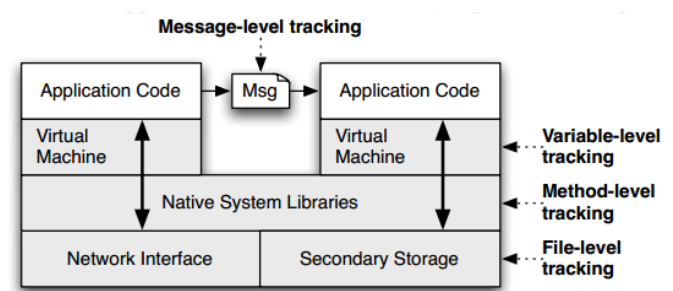 Message-level tracking
Application Code
Msg
Application Code
Virtual
Machine
Virtual
Machine
Variable-level
tracking
Native System Libraries
Method-level
tracking
Network Interface
Secondary Storage
File-level
tracking